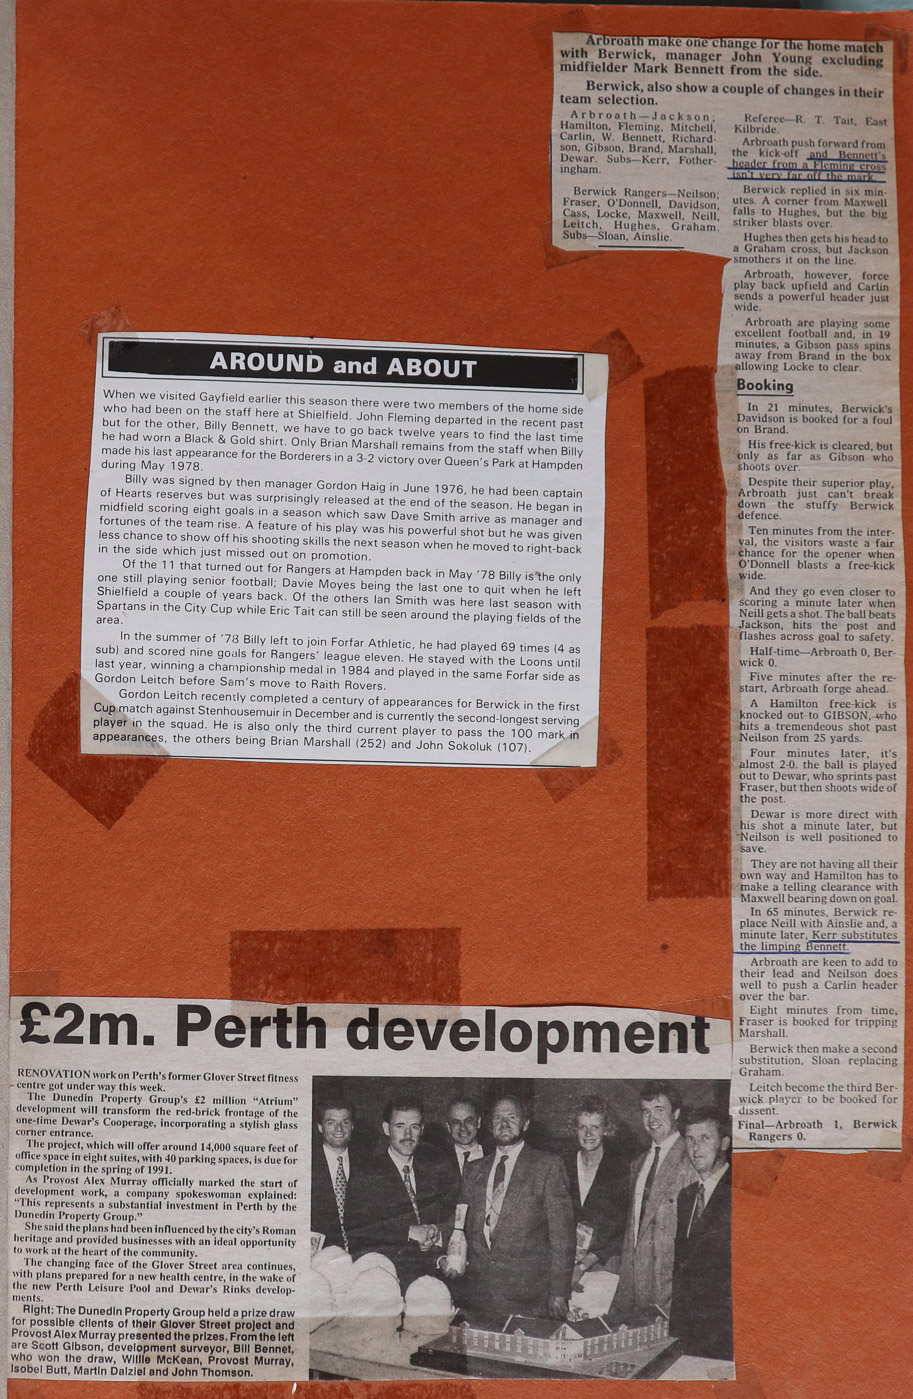 Arbroath make one change for the home match
with Berwick, manager John Young excluding
midfielder Mark Bennett from the side.
Berwick, also show a couple of changes in their
team selection.
Arbroath—Jackson;
Hamilton, Fleming, Mitchell,
Carlin, W. Bennett, Richard-
son, Gibson, Brand, Marshall,
Dewar. Subs—Kerr, Fother-
ingham.
Berwick Rangers—Neilson;
Fraser, O'Donnell, Davidson,
Cass, Locke, Maxwell, Neill,
Leitch, Hughes, Graham.
Subs—Sloan, Ainslie.
Referee—R. T. Tait, East
Kilbride.
Arbroath push forward from
the kick-off and Bennett's
header from a Fleming cross
isn't very far off the mark.
Berwick replied in six min-
utes. A corner from Maxwell
falls to Hughes, but the big
striker blasts over.
Hughes then gets his head to
a Graham cross, but Jackson
smothers it on the line.
Arbroath, however, force
play back upfield and Carlin
sends a powerful header just
wide.
Arbroath are playing some
excellent football and, in 19
minutes, a Gibson pass spins
away from Brand in the box
allowing Locke to clear.
Booking
In 21 minutes, Berwick's
Davidson is booked for a foul
on Brand.
His free-kick is cleared, but
only as far as Gibson who
shoots over.
Despite their superior play,
Arbroath just can't break
down the stuffy Berwick
defence.
Ten minutes from the inter-
val, the visitors waste a fair
chance for the opener when
O'Donnell blasts a free-kick
wide.
And they go even closer to
scoring a minute later when
Neill gets a shot. The ball beats
Jackson, hits the post and
flashes across goal to safety.
Half-time—Arbroath 0, Ber-
wick 0.
Five minutes after the re-
start, Arbroath forge ahead.
A Hamilton free-kick is
knocked out to GIBSON, who
hits a tremendous shot past
Neilson from 25 yards.
Four minutes later, it's
almost 2-0. the ball is played
out to Dewar, who sprints past
Fraser, but then shoots wide of
the post.
Dewar is more direct with
his shot a minute later, but
Neilson is well positioned to
save.
They are not having all their
own way and Hamilton has to
make a telling clearance with
Maxwell bearing down on goal.
In 65 minutes, Berwick re-
place Neill with Ainslie and, a
minute later, Kerr substitutes
the limping Bennett.
Arbroath are keen to add to
their lead and Neilson does
well to push a Carlin header
over the bar.
Eight minutes from time,
Fraser is booked for tripping
Marshall.
Berwick then make a second
substitution, Sloan replacing
Graham.
Leitch become the third Ber-
wick player to be booked for
dissent.
Final—Arbroath 1, Berwick
Rangers 0.
AROUND and ABOUT
When we visited Gayfield earlier this season there were two members of the home side
who had been on the staff here at Shielfield. John Fleming departed in the recent past
but for the other, Billy Bennett, we have to go back twelve years to find the last time
he had worn a Black & Gold shirt. Only Brian Marshall remains from the staff when Billy
made his last appearance for the Borderers in a 3-2 victory over Queen's Park at Hampden
during May 1978.
Billy was signed by then manager Gordon Haig in June 1976, he had been captain
of Hearts reserves but was surprisingly released at the end of the season. He began in
midfield scoring eight goals in a season which saw Dave Smith arrive as manager and
fortunes of the team rise. A feature of his play was his powerful shot but he was given
less chance to show off his shooting skills the next season when he moved to right-back
in the side which just missed out on promotion.
Of the 11 that turned out for Rangers at Hampden back in May '78 Billy is the only
one still playing senior football; Davie Moyes being the last one to quit when he left
Shielfield a couple of years back. Of the others Ian Smith was here last season with
Spartans in the City Cup while Eric Tait can still be seen around the playing fields of the
area.
In the summer of '78 Billy left to join Forfar Athletic, he had played 69 times (4 as
sub) and scored nine goals for Rangers' league eleven. He stayed with the Loons until
last year, winning a championship medal in 1984 and played in the same Forfar side as
Gordon Leitch before Sam's move to Raith Rovers.
Gordon Leitch recently completed a century of appearances for Berwick in the first
Cup match against Stenhousemuir in December and is currently the second-longest serving
player in the squad. He is also only the third current player to pass the 100 mark in
appearances, the others being Brian Marshall (252) and John Sokoluk (107).
£2m. Perth development
RENOVATION work on Perth's former Glover Street fitness
centre got under way this week.
The Dunedin Property Group's £2 million "Atrium"
development will transform the red-brick frontage of the
one-time Dewar's Cooperage, incorporating a stylish glass
corner entrance.
The project, which will offer around 14,000 square feet of
office space in eight suites, with 40 parking spaces, is due for
completion in the spring of 1991.
As Provost Alex Murray officially marked the start of
development work, a company spokeswoman explained:
"This represents a substantial investment in Perth by the
Dunedin Property Group."
She said the plans had been influenced by the city's Roman
heritage and provided businesses with an ideal opportunity
to work at the heart of the community.
The changing face of the Glover Street area continues,
with plans prepared for a new health centre, in the wake of
the new Perth Leisure Pool and Dewar's Rinks develop-
ments.
Right: The Dunedin Property Group held a prize draw
for possible clients of their Glover Street project and
Provost Alex Murray presented the prizes. From the left
are Scott Gibson, development surveyor, Bill Bennet,
who won the draw, Willie McKean, Provost Murray,
Isobel Butt, Martin Dalziel and John Thomson.